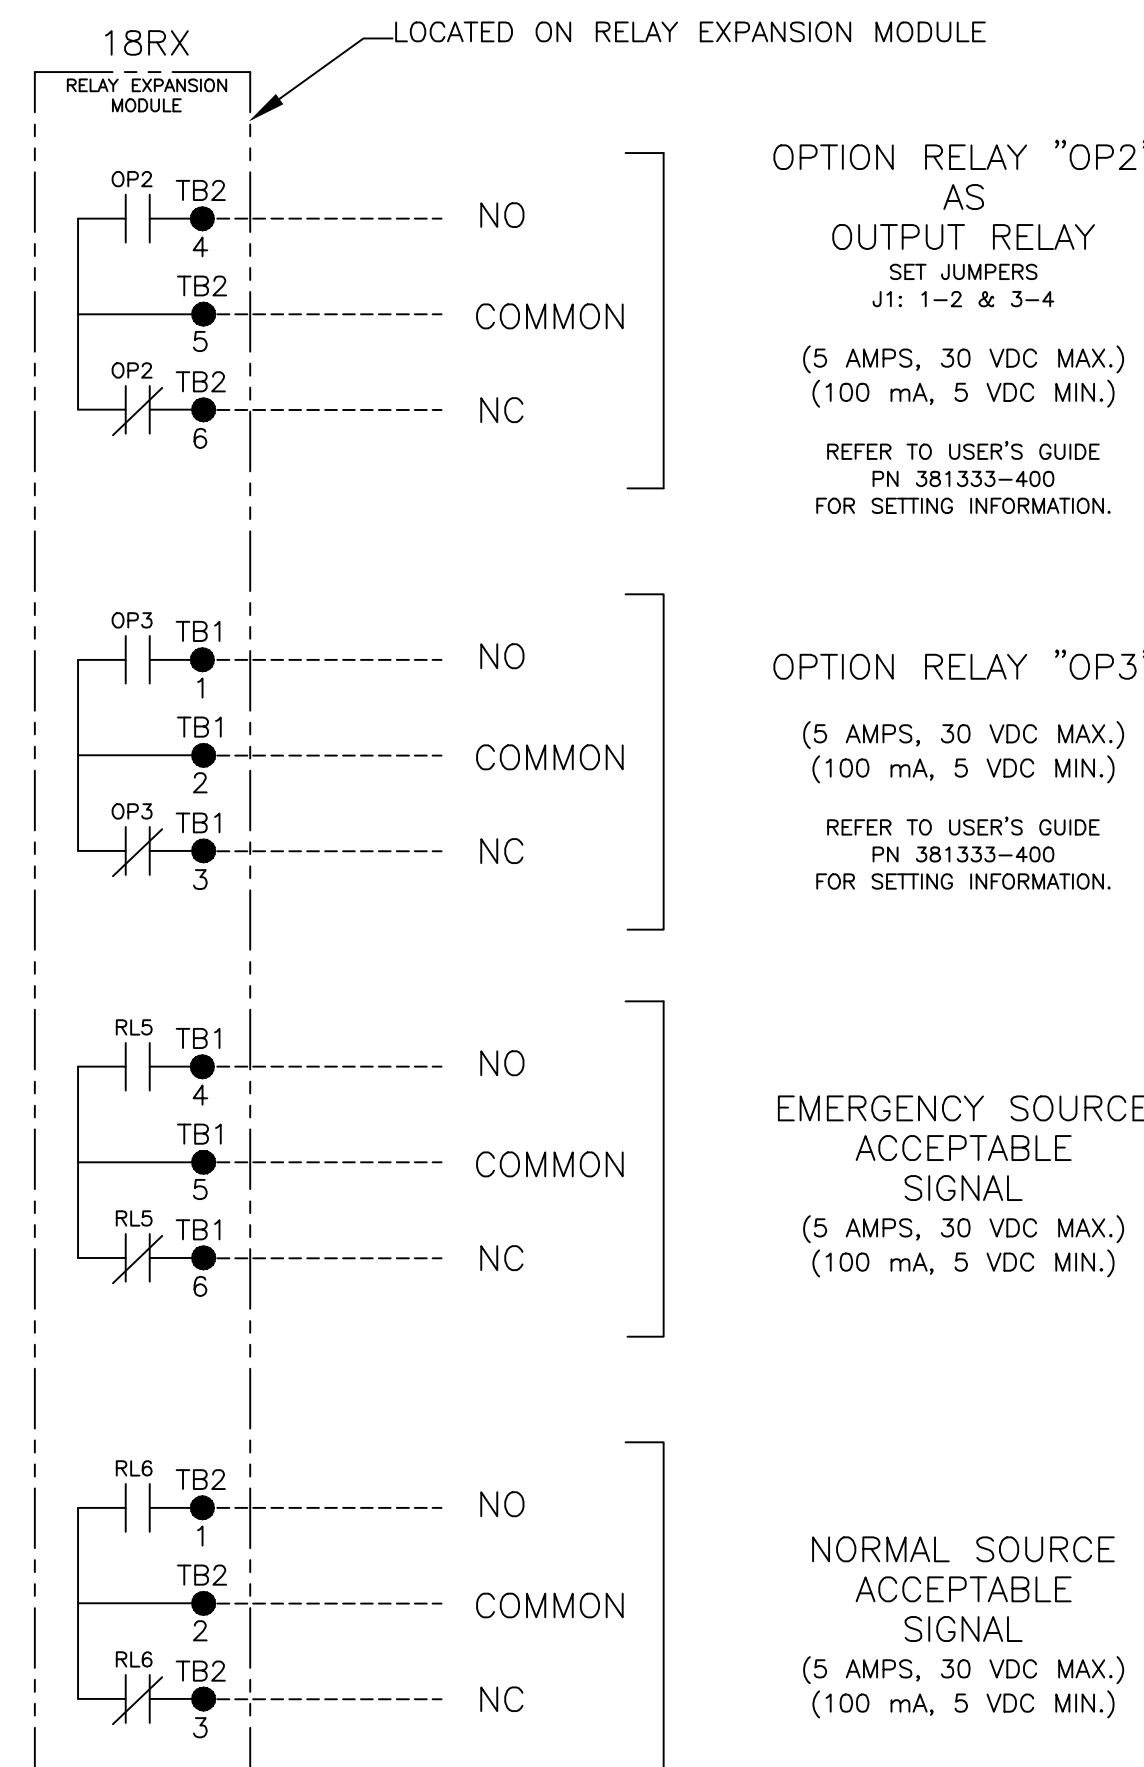 18RX
LOCATED ON RELAY EXPANSION MODULE
RELAY EXPANSION
MODULE
OP2
TB2
4
NO
TB2
5
COMMON
OP2
TB2
6
NC
OPTION RELAY "OP2"
AS
OUTPUT RELAY
SET JUMPERS
J1: 1-2 & 3-4
(5 AMPS, 30 VDC MAX.)
(100 mA, 5 VDC MIN.)
REFER TO USER'S GUIDE
PN 381333-400
FOR SETTING INFORMATION.
OP3
TB1
1
NO
TB1
2
COMMON
OP3
TB1
3
NC
OPTION RELAY "OP3"
(5 AMPS, 30 VDC MAX.)
(100 mA, 5 VDC MIN.)
REFER TO USER'S GUIDE
PN 381333-400
FOR SETTING INFORMATION.
RL5
TB1
4
NO
TB1
5
COMMON
RL5
TB1
6
NC
EMERGENCY SOURCE
ACCEPTABLE
SIGNAL
(5 AMPS, 30 VDC MAX.)
(100 mA, 5 VDC MIN.)
RL6
TB2
1
NO
TB2
2
COMMON
RL6
TB2
3
NC
NORMAL SOURCE
ACCEPTABLE
SIGNAL
(5 AMPS, 30 VDC MAX.)
(100 mA, 5 VDC MIN.)